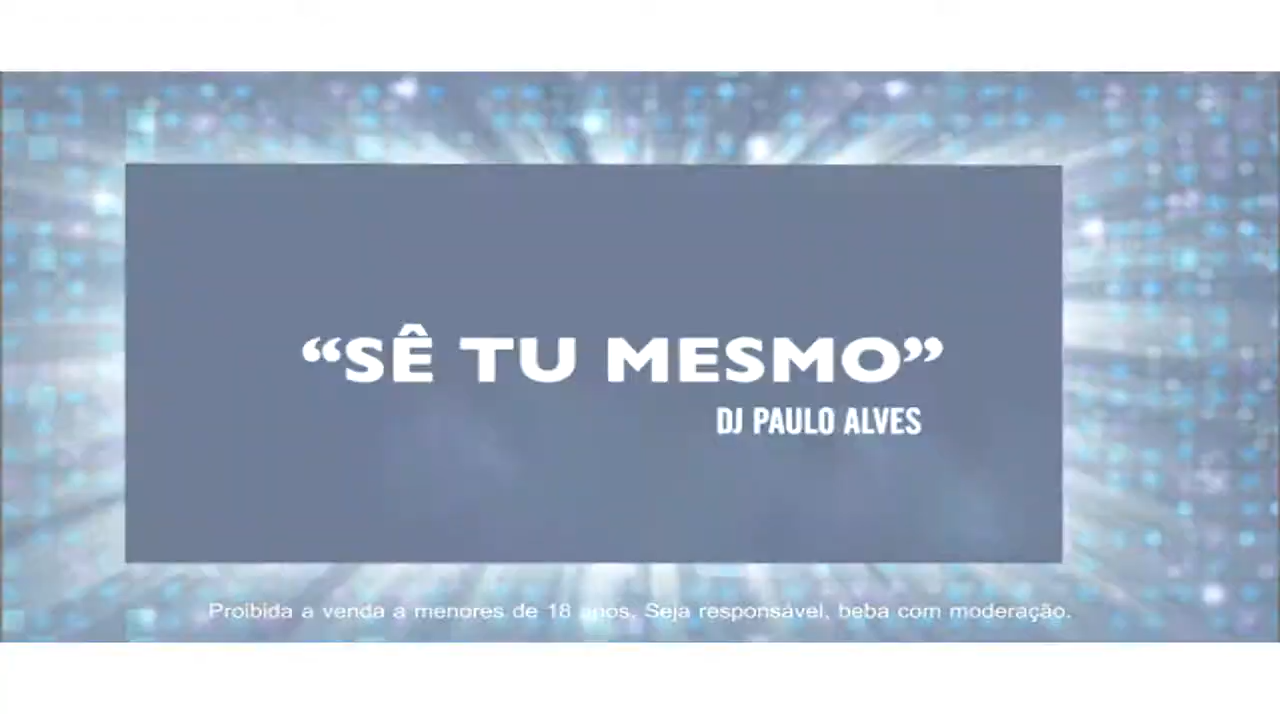 “SÊ TU MESMO”
DJ PAULO ALVES
Proibida a venda a menores de 18 anos. Seja responsável, beba com moderação.